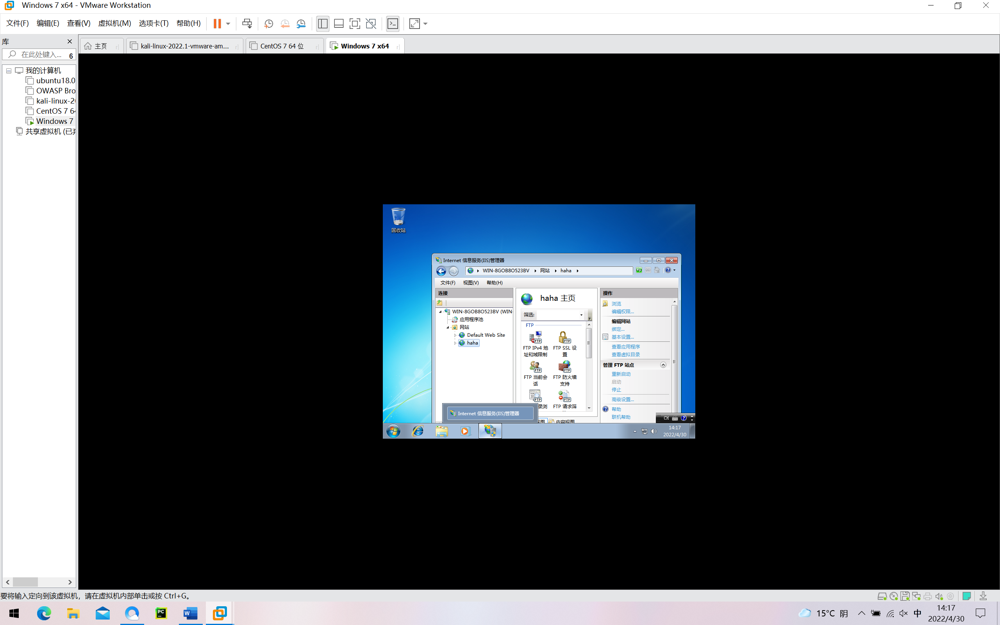 Windows 7 x64 - VMware Workstation
文件(F) 编辑(E) 查看(V) 虚拟机(M) 选项卡(T) 帮助(H)
库
在此处键入... 6
主页
kali-linux-2022.1-vmware-am...
CentOS 7 64 位
Windows 7 x64
我的计算机
ubuntu18.0
OWASP Bro
kali-linux-2
CentOS 7 64
Windows 7
共享虚拟机 (已
回收站
Internet 信息服务(IIS)管理器
WIN-8GOB8O523BV 网站 haha
文件(F) 视图(V) 帮助(H)
连接
WIN-8GOB8O523BV (WIN-
应用程序池
网站
Default Web Site
haha
haha 主页
筛选:
FTP
FTP IPv4 地址和域限制
FTP SSL 设置
FTP 当前会话
FTP 防火墙支持
录浏
FTP 请求筛
内容视图
操作
浏览
编辑权限...
编辑网站
绑定...
基本设置...
查看应用程序
查看虚拟目录
管理 FTP 站点
重新启动
启动
停止
高级设置...
帮助
联机帮助
Internet 信息服务(IIS)管理器
CH
14:17
2022/4/30
要将输入定向到该虚拟机，请在虚拟机内部单击或按 Ctrl+G。
15°C 阴
中
14:17
2022/4/30